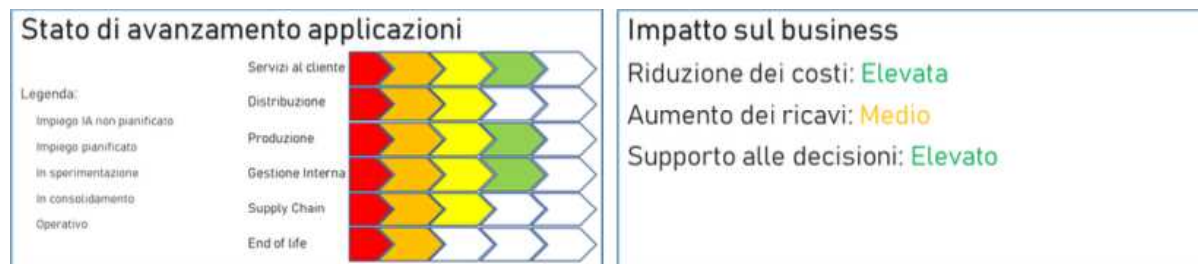 Stato di avanzamento applicazioni
Servizi al cliente
Legenda:
Distribuzione
Impiego IA non pianificato
Produzione
Impiego pianificato
In sperimentazione
Gestione Interna
In consolidamento
Supply Chain
Operativo
End of life
Impatto sul business
Riduzione dei costi: Elevata
Aumento dei ricavi: Medio
Supporto alle decisioni: Elevato